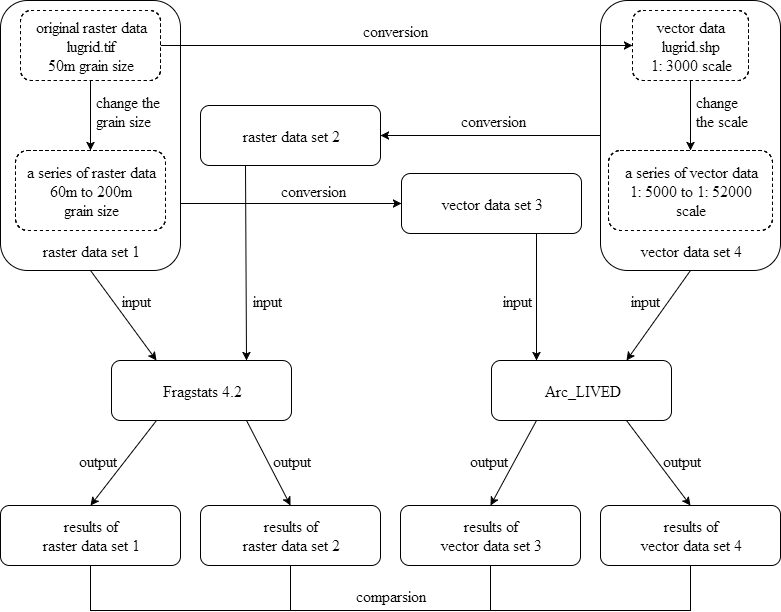 original raster data
lugrid.tif
50m grain size
conversion
vector data
lugrid.shp
1: 3000 scale
change the
grain size
change
the scale
raster data set 2
conversion
a series of raster data
60m to 200m
grain size
conversion
vector data set 3
a series of vector data
1: 5000 to 1: 52000
scale
raster data set 1
vector data set 4
input
input
input
input
Fragstats 4.2
Arc_LIVED
output
output
output
output
results of
raster data set 1
results of
raster data set 2
results of
vector data set 3
results of
vector data set 4
comparsion